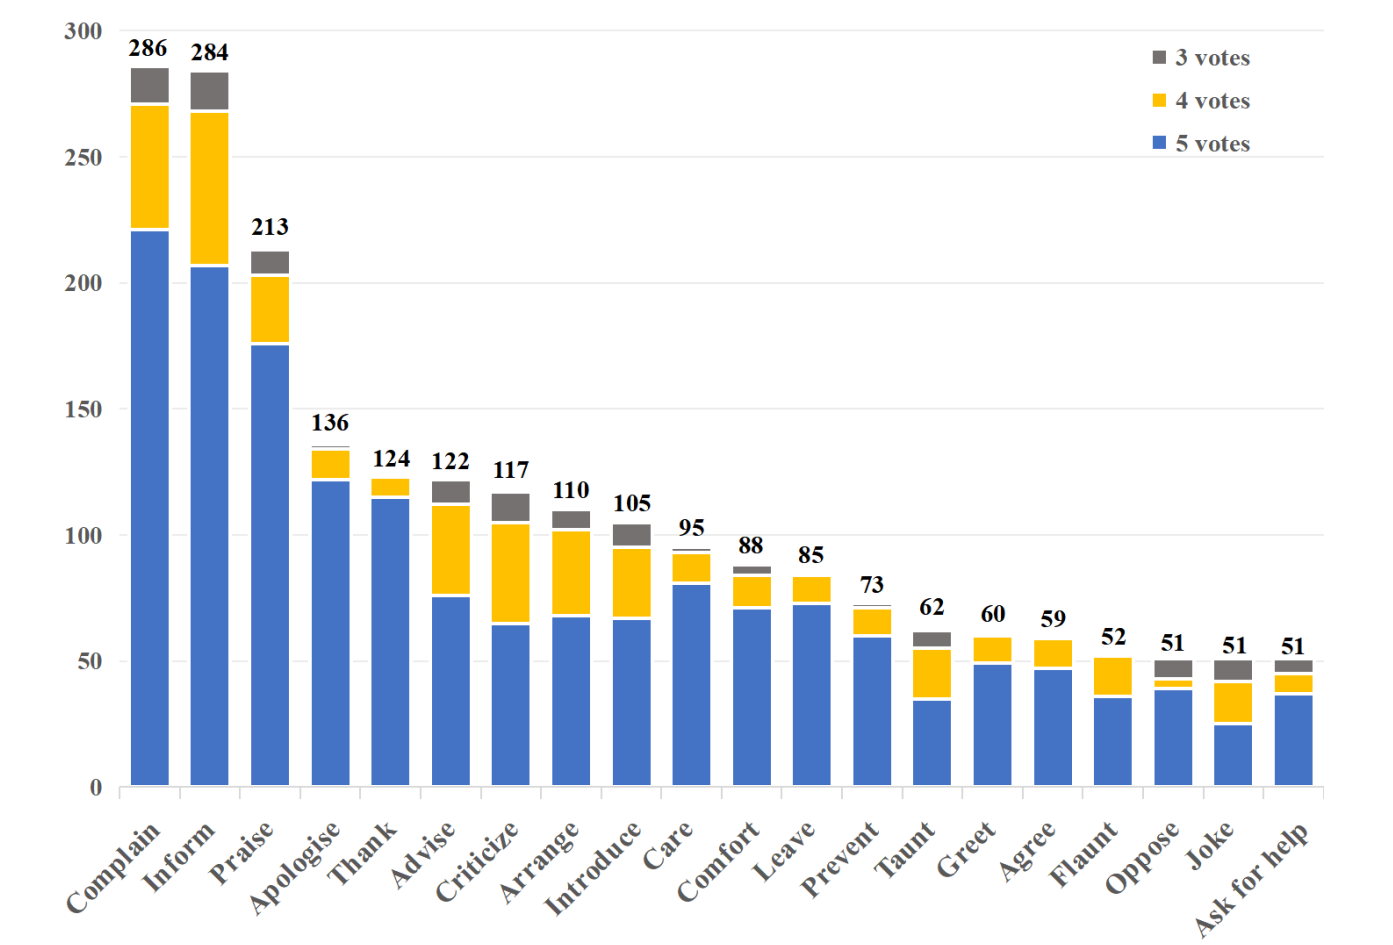 300
250
200
150
100
50
0
286
284
213
136
124
122
117
110
105
95
88
85
73
62
60
59
52
51
51
51
3 votes
4 votes
5 votes
Complain
Inform
Praise
Apologise
Thank
Advise
Criticize
Arrange
Introduce
Care
Comfort
Leave
Prevent
Taunt
Greet
Agree
Flaunt
Oppose
Joke
Ask for help